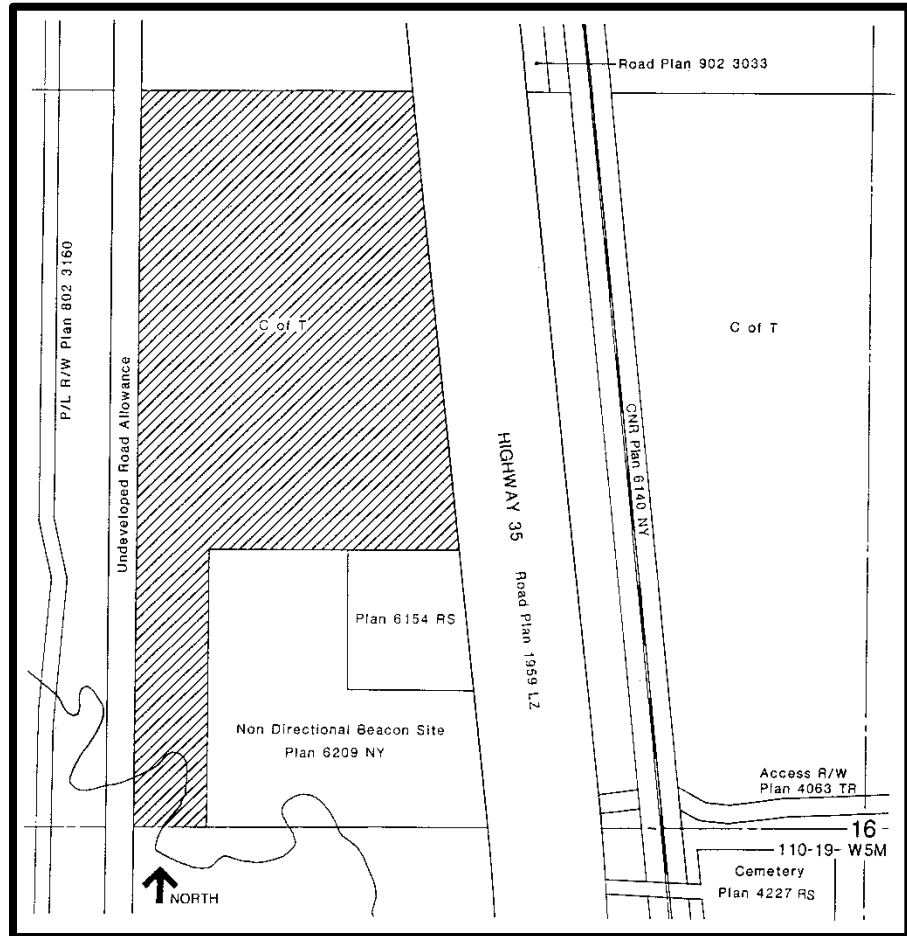 Road Plan 902 3033
P/L R/W Plan 802 3160
Undeveloped Road Allowance
C of T
C of T
HIGHWAY 35 Road Plan 1959 LZ
CNR Plan 6140 NY
Plan 6154 RS
Non Directional Beacon Site
Plan 6209 NY
Access R/W
Plan 4063 TR
16
110-19- W5M
Cemetery
Plan 4227 RS
NORTH